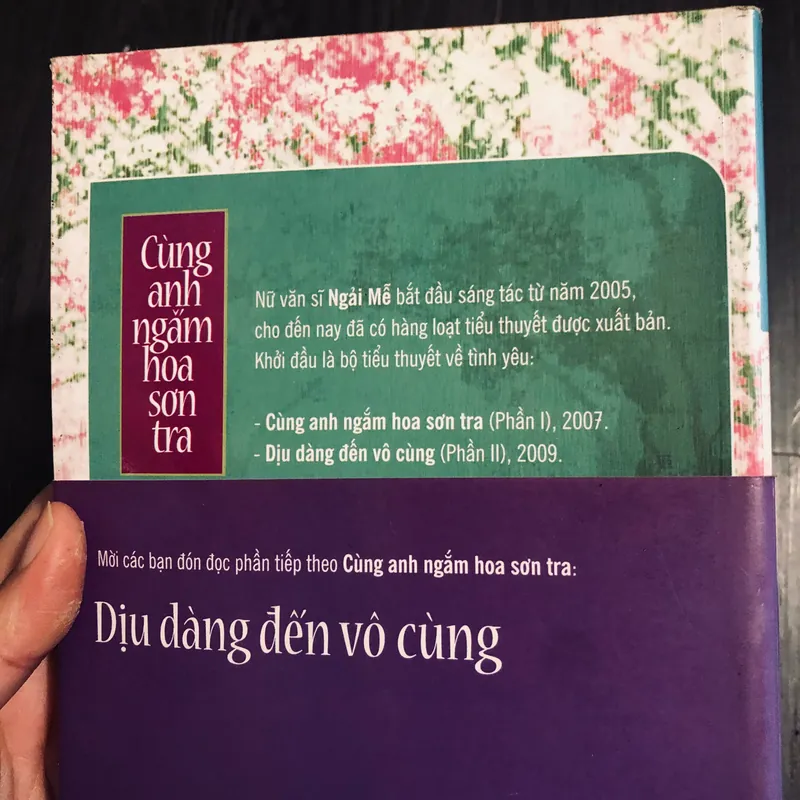 Cùng
anh
ngắm
hoa
sơn
tra
Nữ văn sĩ Ngải Mễ bắt đầu sáng tác từ năm 2005,
cho đến nay đã có hàng loạt tiểu thuyết được xuất bản.
Khởi đầu là bộ tiểu thuyết về tình yêu:
- Cùng anh ngắm hoa sơn tra (Phần I), 2007.
- Dịu dàng đến vô cùng (Phần II), 2009.
Mời các bạn đón đọc phần tiếp theo Cùng anh ngắm hoa sơn tra:
Dịu dàng đến vô cùng